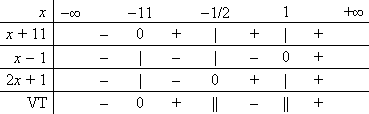 x −∞ −11 −1/2 1 +∞
x + 11 − 0 + | + | +
x − 1 − | − | − 0 +
2x + 1 − | − 0 + | +
VT − 0 + || − || +